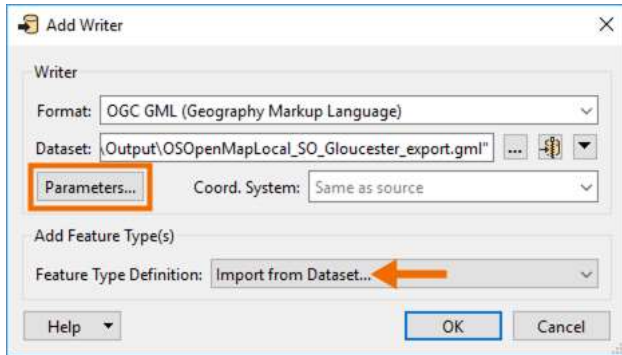 Add Writer
Writer
Format: OGC GML (Geography Markup Language)
Dataset: \Output\OSOpenMapLocal_SO_Gloucester_export.gml" ...
Parameters... Coord. System: Same as source
Add Feature Type(s)
Feature Type Definition: Import from Dataset...
Help OK Cancel